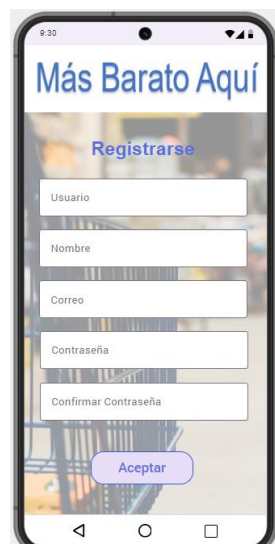 9:30
Más Barato Aquí
Registrarse
Usuario
Nombre
Correo
Contraseña
Confirmar Contraseña
Aceptar